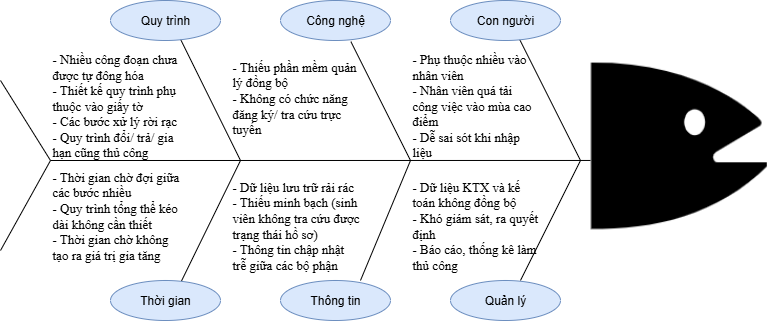 Quy trình
Công nghệ
Con người
- Nhiều công đoạn chưa
được tự đông hóa
- Thiết kế quy trình phụ
thuộc vào giấy tờ
- Các bước xử lý rời rạc
- Quy trình đổi/ trả/ gia
hạn cũng thủ công
- Thiếu phần mềm quản
lý đồng bộ
- Không có chức năng
đăng ký/ tra cứu trực
tuyến
- Phụ thuộc nhiều vào
nhân viên
- Nhân viên quá tải
công việc vào mùa cao
điểm
- Dễ sai sót khi nhập
liệu
- Thời gian chờ đợi giữa
các bước nhiều
- Quy trình tổng thể kéo
dài không cần thiết
- Thời gian chờ không
tạo ra giá trị gia tăng
- Dữ liệu lưu trữ rải rác
- Thiếu minh bạch (sinh
viên không tra cứu được
trạng thái hồ sơ)
- Thông tin chập nhật
trễ giữa các bộ phận
- Dữ liệu KTX và kế
toán không đồng bộ
- Khó giám sát, ra quyết
định
- Báo cáo, thống kê làm
thủ công
Thời gian
Thông tin
Quản lý